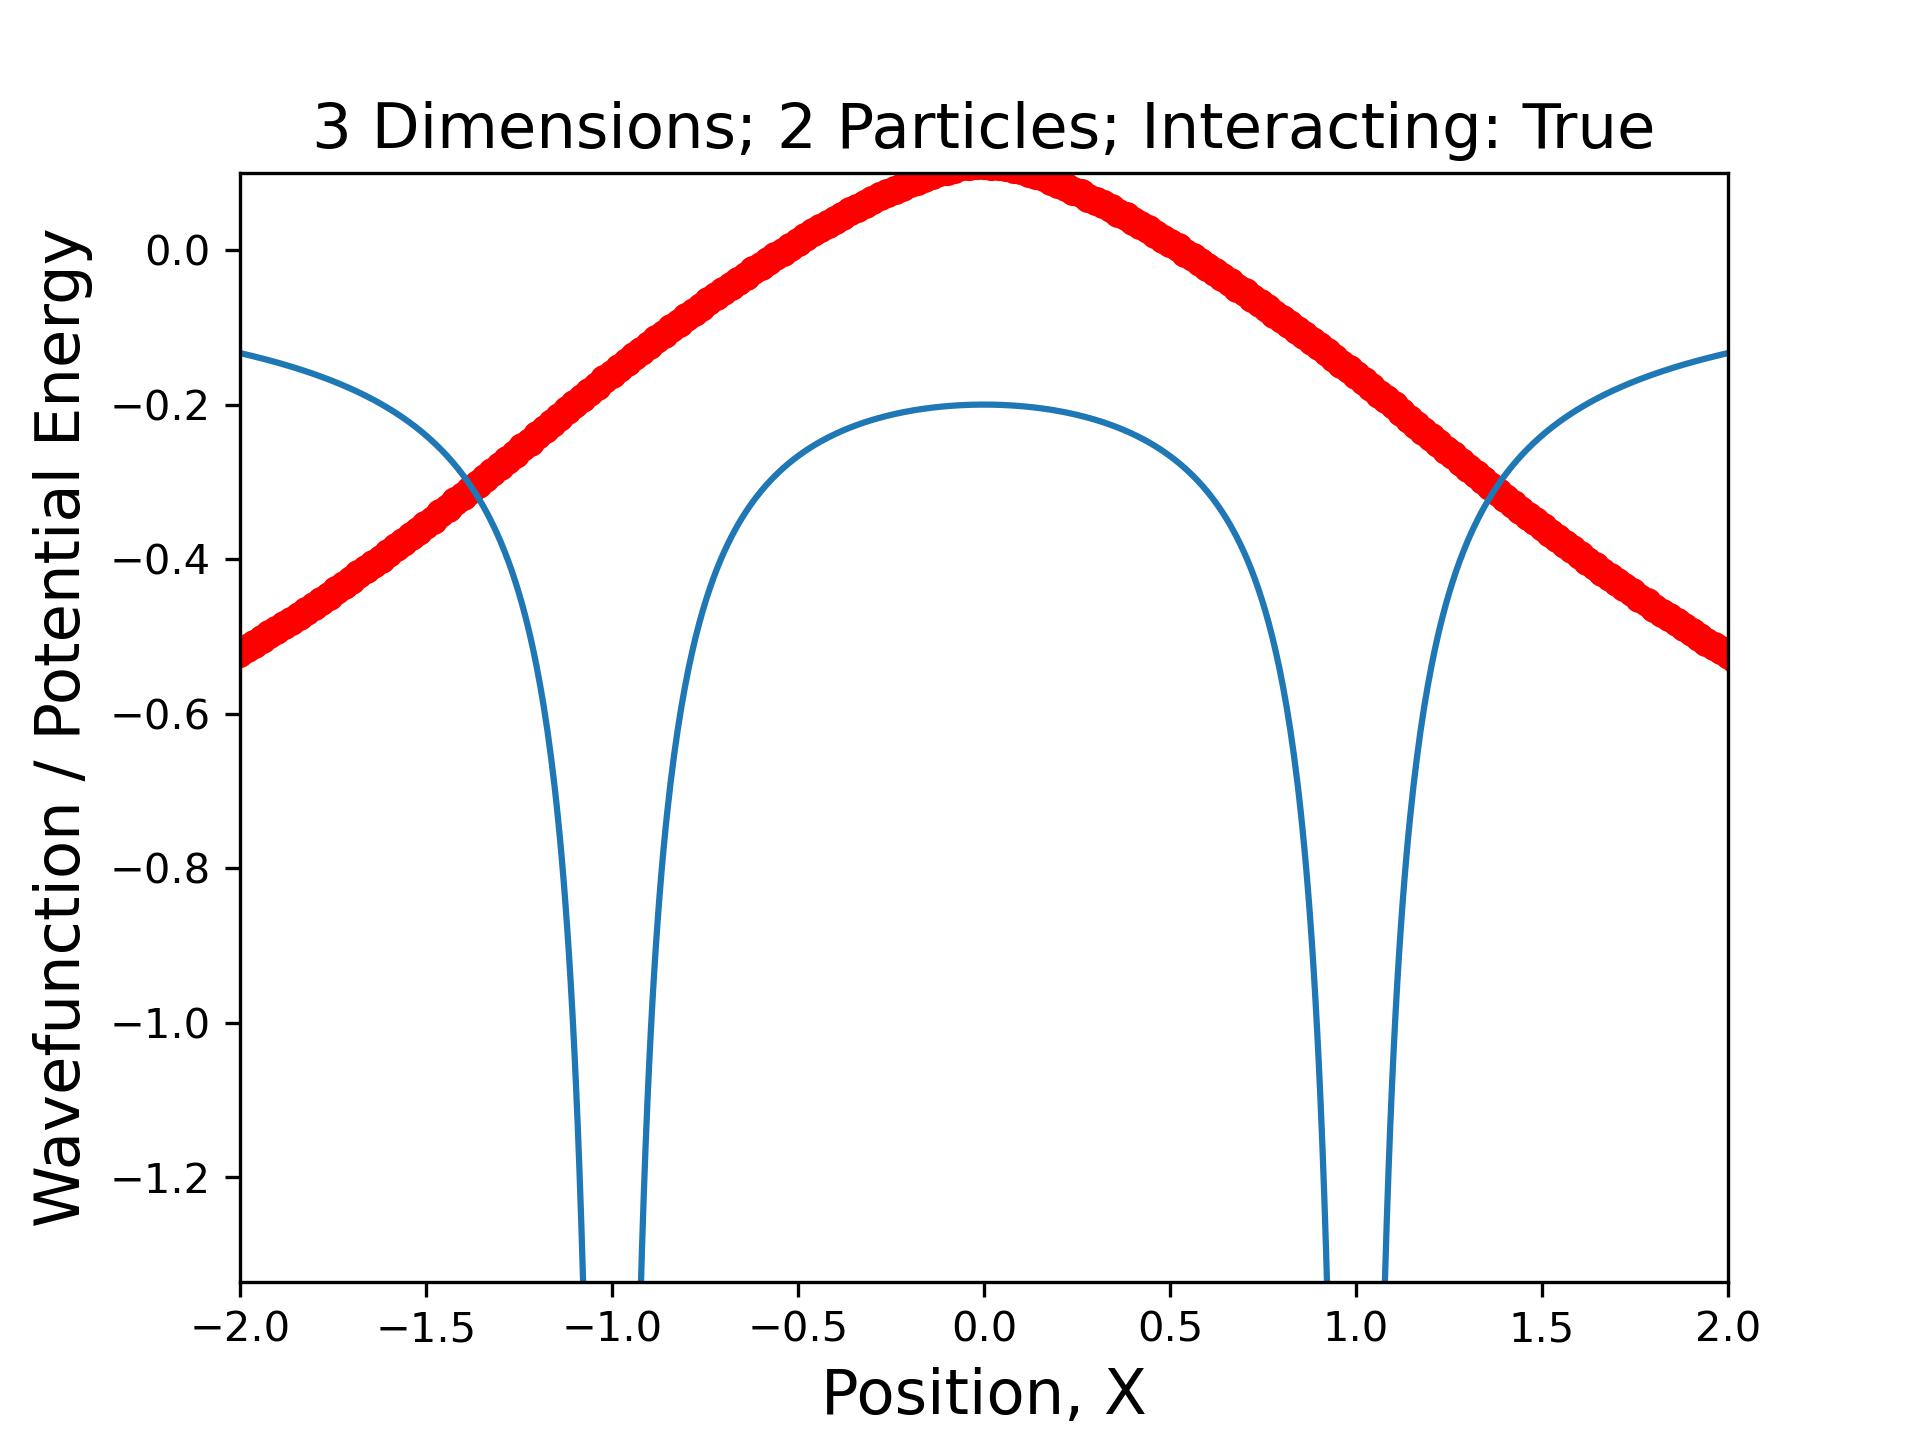 3 Dimensions; 2 Particles; Interacting: True
Wavefunction / Potential Energy
0.0
−0.2
−0.4
−0.6
−0.8
−1.0
−1.2
−2.0 −1.5 −1.0 −0.5 0.0 0.5 1.0 1.5 2.0
Position, X